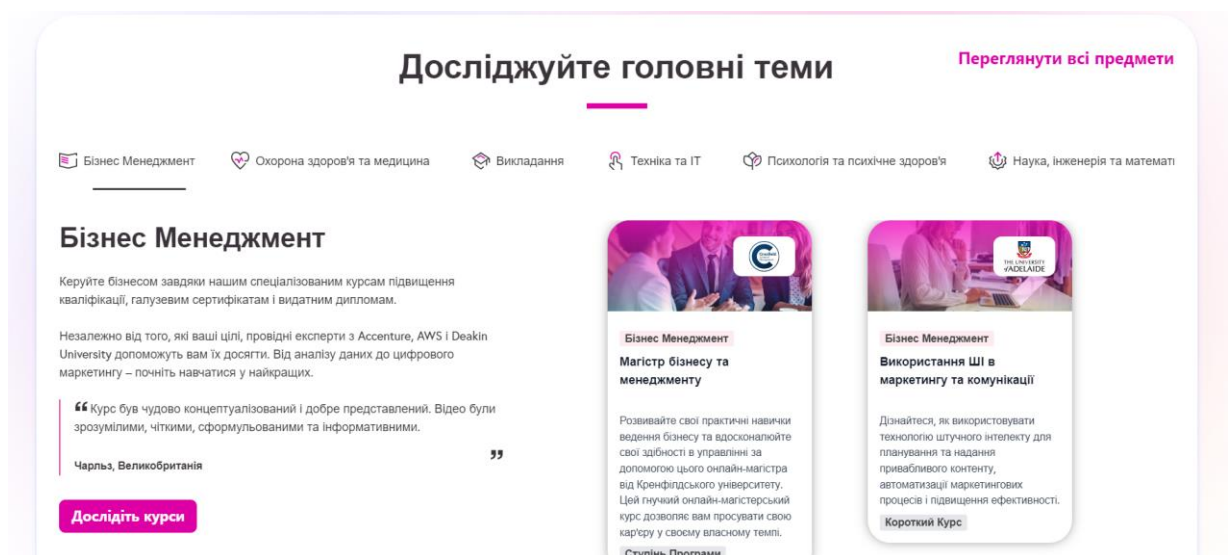 Досліджуйте головні теми
Переглянути всі предмети
Бізнес Менеджмент
Охорона здоров'я та медицина
Викладання
Техніка та ІТ
Психологія та психічне здоров'я
Наука, інженерія та математ
Бізнес Менеджмент
Керуйте бізнесом завдяки нашим спеціалізованим курсам підвищення
кваліфікації, галузевим сертифікатам і видатним дипломам.
Незалежно від того, які ваші цілі, провідні експерти з Accenture, AWS і Deakin
University допоможуть вам їх досягти. Від аналізу даних до цифрового
маркетингу – почніть навчатися у найкращих.
❝ Курс був чудово концептуалізований і добре представлений. Відео були
зрозумілими, чіткими, сформульованими та інформативними.
❞
Чарльз, Великобританія
Дослідіть курси
Cranfield
Бізнес Менеджмент
Магістр бізнесу та
менеджменту
Розвивайте свої практичні навички
ведення бізнесу та вдосконалюйте
свої здібності в управлінні за
допомогою цього онлайн-магістра
від Кренфілдського університету.
Цей гнучкий онлайн-магістерський
курс дозволяє вам просувати свою
кар'єру у своєму власному темпі.
Ступінь Програми
THE UNIVERSITY
of ADELAIDE
Бізнес Менеджмент
Використання ШІ в
маркетингу та комунікації
Дізнайтеся, як використовувати
технологію штучного інтелекту для
планування та надання
привабливого контенту,
автоматизації маркетингових
процесів і підвищення ефективності.
Короткий Курс